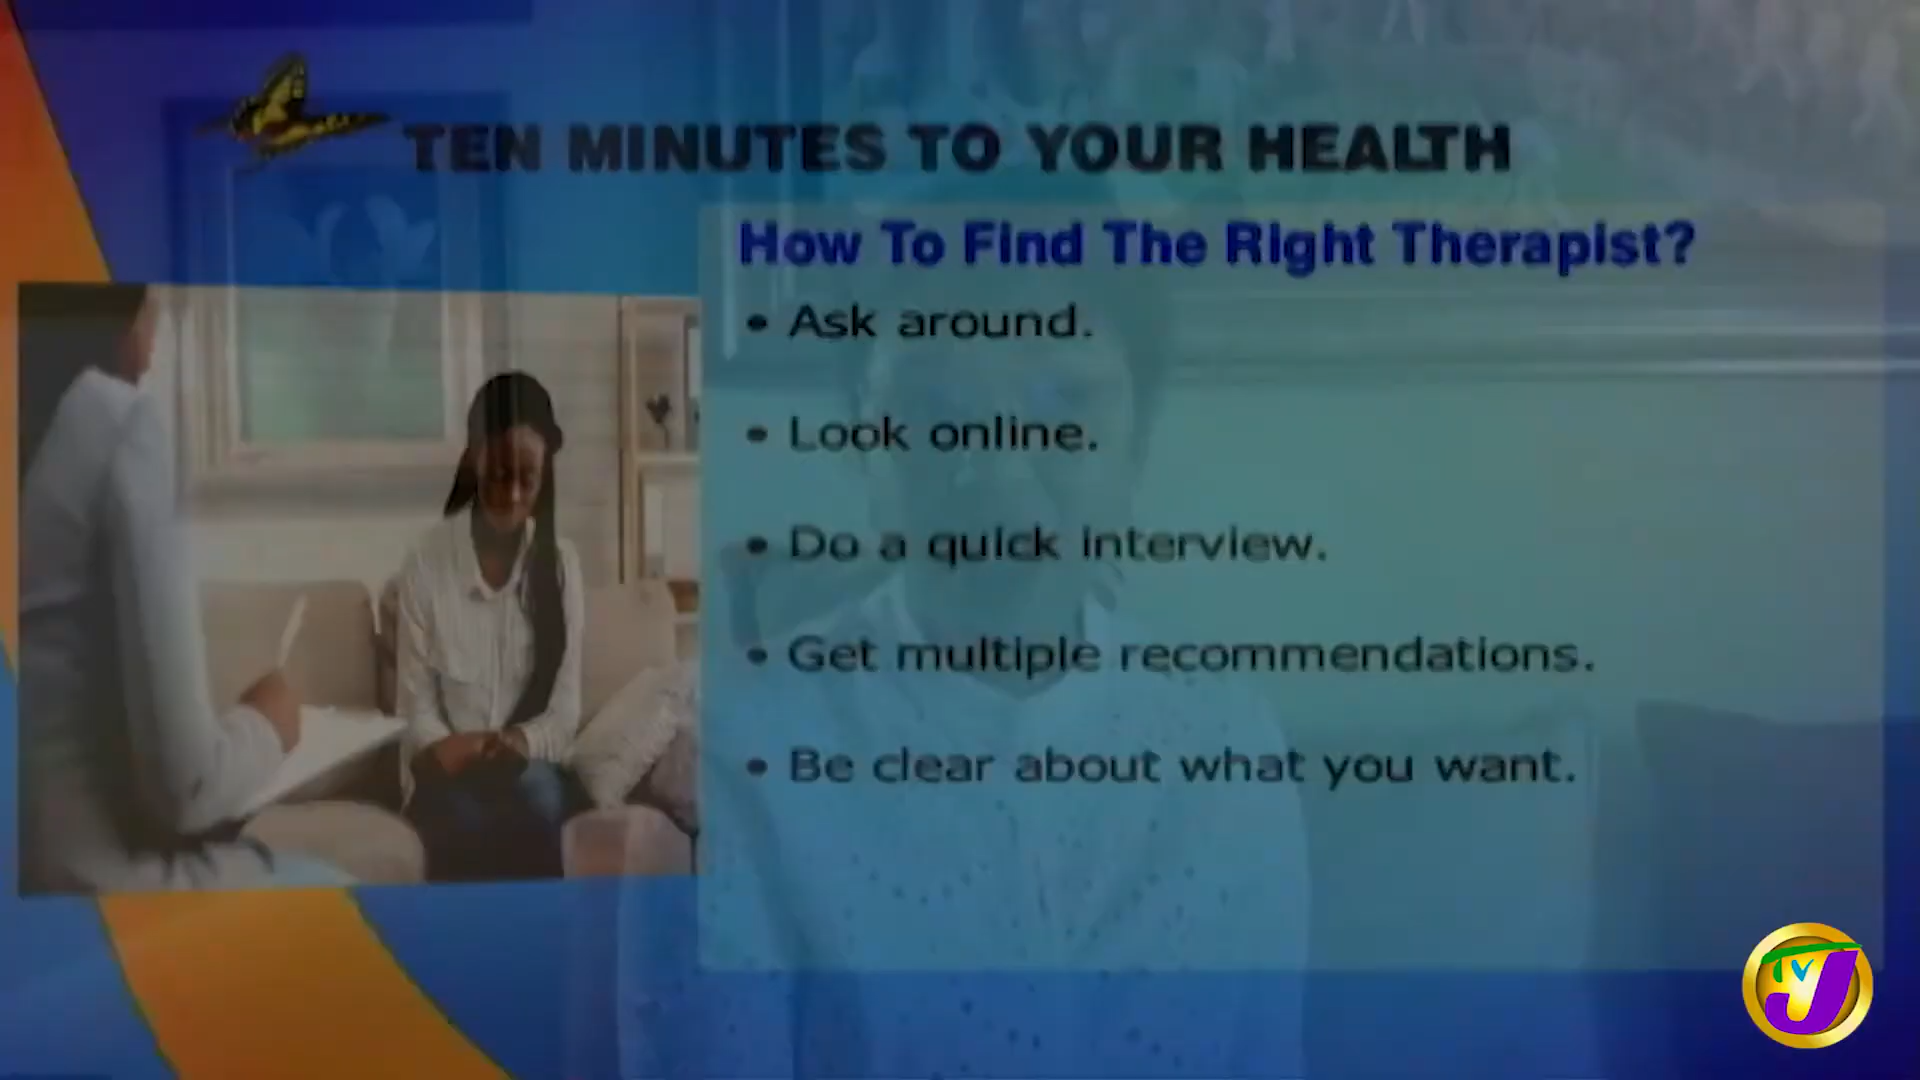 TEN MINUTES TO YOUR HEALTH
How To Find The Right Therapist?
• Ask around.
• Look online.
• Do a quick interview.
• Get multiple recommendations.
• Be clear about what you want.
TVJ